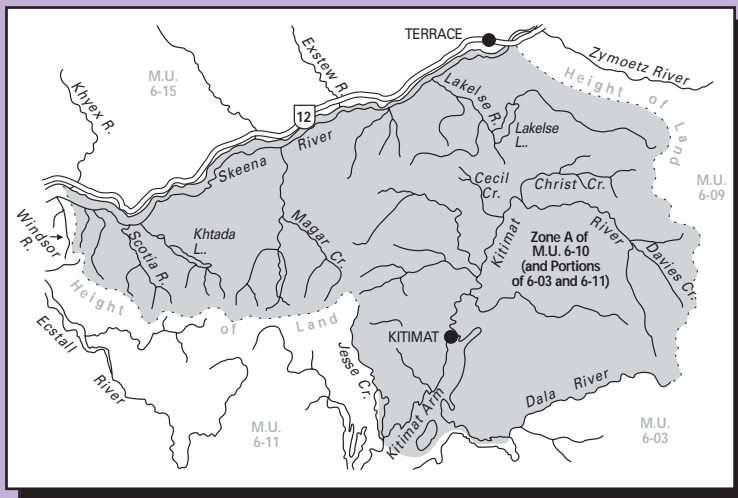 TERRACE
Zymoetz River
Exstew R.
M.U.
6-15
Height of Land
Khyex R.
Lakelse R.
12
Lakelse
L..
Skeena River
M.U.
6-09
Cecil
Cr.
Christ Cr.
Windsor
R.
Scotia R.
Khtada
L..
Magar Cr.
Kitimat River
Zone A of
M.U. 6-10
(and Portions
of 6-03 and 6-11)
Davies Cr.
Height of Land
Ecstall River
KITIMAT
Jesse Cr.
Dala River
Kitimat Arm
M.U.
6-11
M.U.
6-03